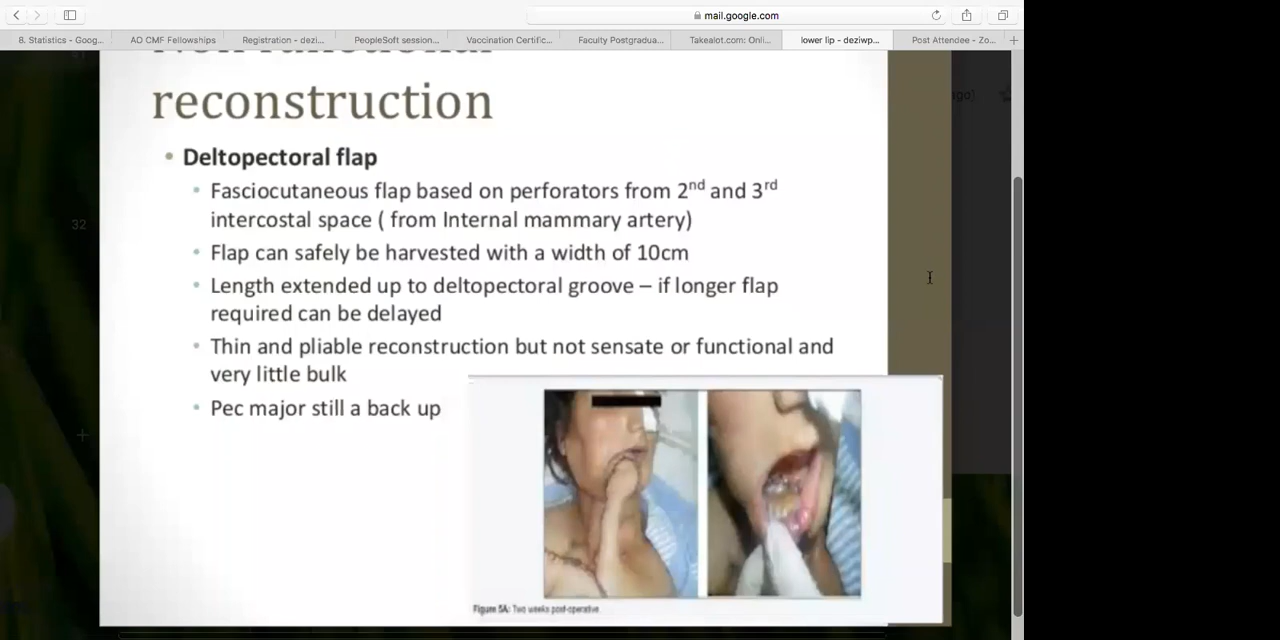 mail.google.com
8. Statistics - Goog...
AO CMF Fellowships
Registration - dezi...
PeopleSoft session...
Vaccination Certific...
Faculty Postgradua...
Takealot.com: Onli...
lower lip - deziwp...
Post Attendee - Zo...
reconstruction
ago)
• Deltopectoral flap
• Fasciocutaneous flap based on perforators from 2nd and 3rd
intercostal space ( from Internal mammary artery)
32
• Flap can safely be harvested with a width of 10cm
• Length extended up to deltopectoral groove – if longer flap
required can be delayed
• Thin and pliable reconstruction but not sensate or functional and
very little bulk
• Pec major still a back up
Figure 5A: Two weeks post-operative